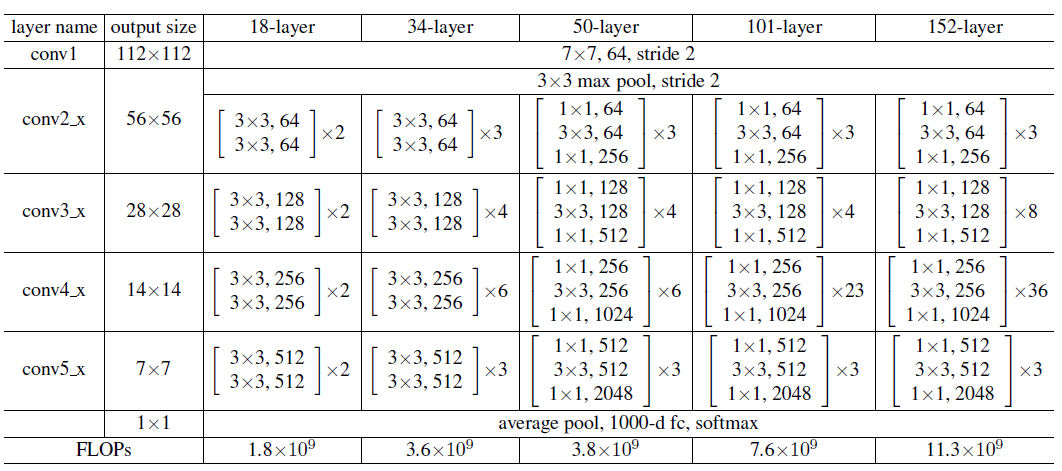 layer name output size 18-layer 34-layer 50-layer 101-layer 152-layer
conv1 112×112 7×7, 64, stride 2
3×3 max pool, stride 2
conv2_x 56×56 [3×3, 64 3×3, 64]×2 [3×3, 64 3×3, 64]×3 [1×1, 64 3×3, 64 1×1, 256]×3 [1×1, 64 3×3, 64 1×1, 256]×3 [1×1, 64 3×3, 64 1×1, 256]×3
conv3_x 28×28 [3×3, 128 3×3, 128]×2 [3×3, 128 3×3, 128]×4 [1×1, 128 3×3, 128 1×1, 512]×4 [1×1, 128 3×3, 128 1×1, 512]×4 [1×1, 128 3×3, 128 1×1, 512]×8
conv4_x 14×14 [3×3, 256 3×3, 256]×2 [3×3, 256 3×3, 256]×6 [1×1, 256 3×3, 256 1×1, 1024]×6 [1×1, 256 3×3, 256 1×1, 1024]×23 [1×1, 256 3×3, 256 1×1, 1024]×36
conv5_x 7×7 [3×3, 512 3×3, 512]×2 [3×3, 512 3×3, 512]×3 [1×1, 512 3×3, 512 1×1, 2048]×3 [1×1, 512 3×3, 512 1×1, 2048]×3 [1×1, 512 3×3, 512 1×1, 2048]×3
1×1 average pool, 1000-d fc, softmax
FLOPs 1.8×10⁹ 3.6×10⁹ 3.8×10⁹ 7.6×10⁹ 11.3×10⁹